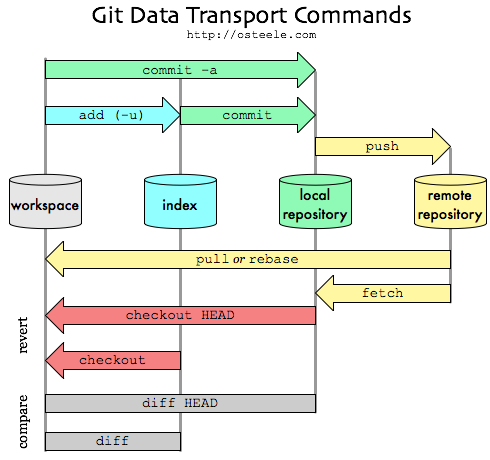 Git Data Transport Commands
http://osteele.com
commit -a
add (-u)
commit
push
workspace
index
local
repository
remote
repository
pull or rebase
fetch
revert
checkout HEAD
checkout
compare
diff HEAD
diff